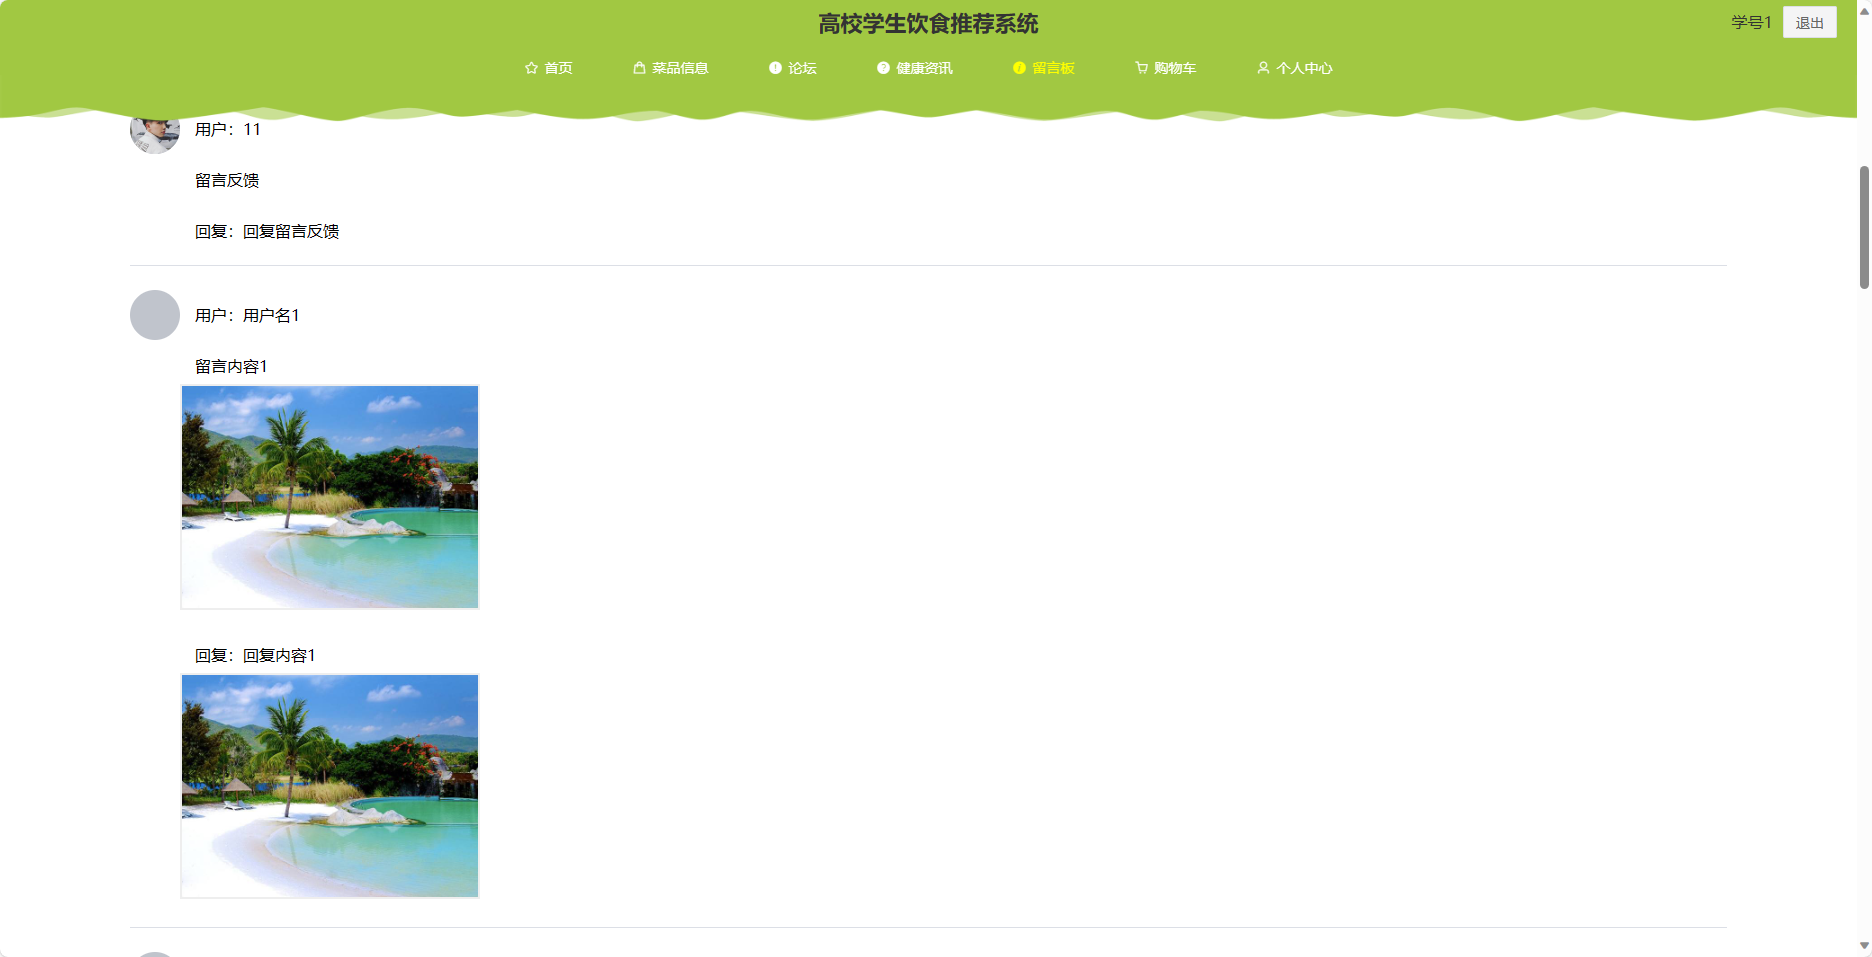 高校学生饮食推荐系统
学号1 退出
首页 菜品信息 论坛 健康资讯 留言板 购物车 个人中心
用户：11
留言反馈
回复：回复留言反馈
用户：用户名1
留言内容1
回复：回复内容1